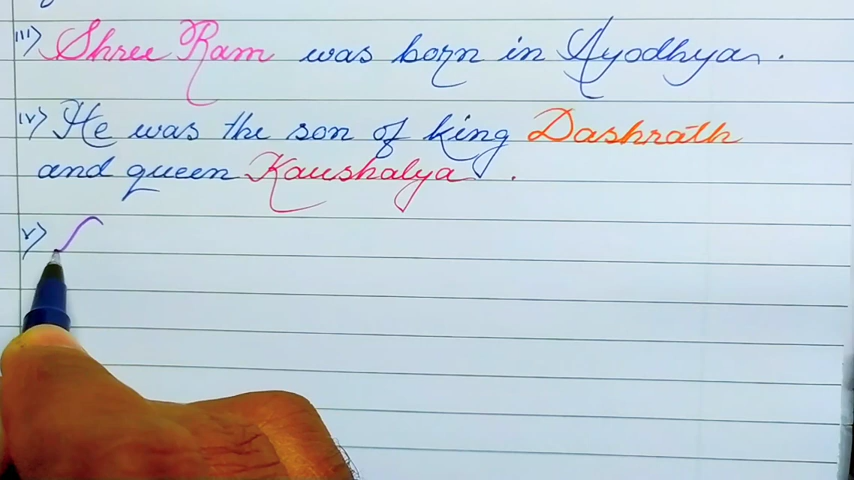 iii) Shree Ram was born in Ayodhya.
iv) He was the son of king Dashrath
and queen Kaushalya.
v)